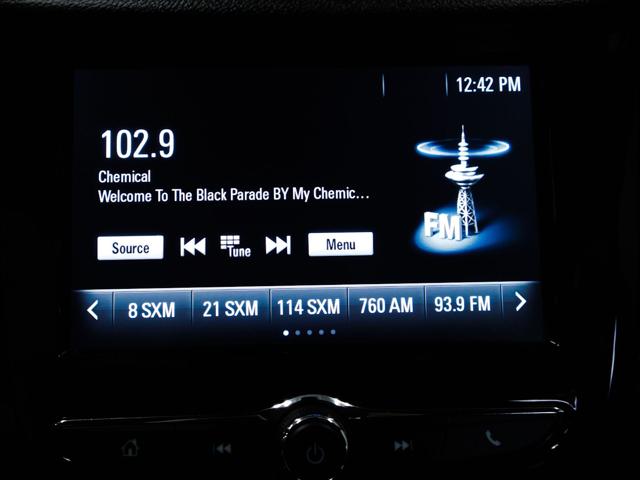 12:42 PM
102.9
Chemical
Welcome To The Black Parade BY My Chemic...
FM
Source
Tune
Menu
8 SXM
21 SXM
114 SXM
760 AM
93.9 FM